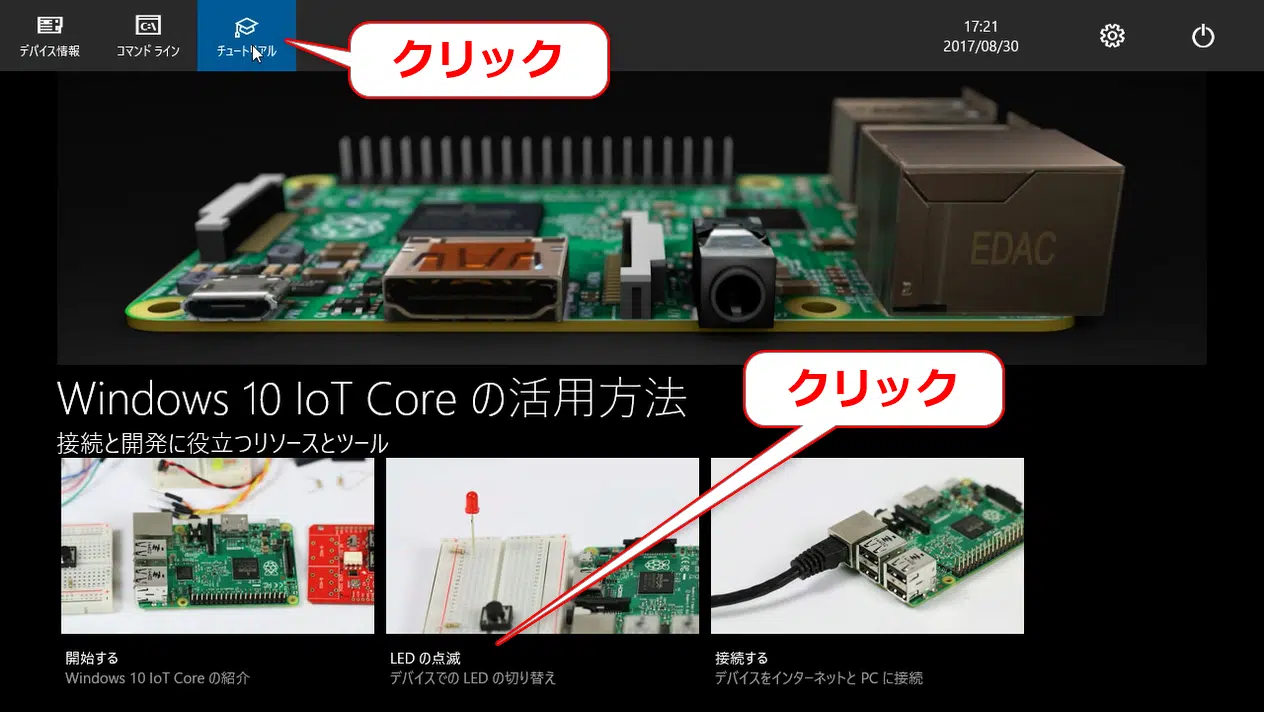 デバイス情報
コマンド ライン
チュートリアル
クリック
17:21
2017/08/30
EDAC
Windows 10 IoT Core の活用方法
クリック
接続と開発に役立つリソースとツール
開始する
Windows 10 IoT Core の紹介
LED の点滅
デバイスでの LED の切り替え
接続する
デバイスをインターネットと PC に接続